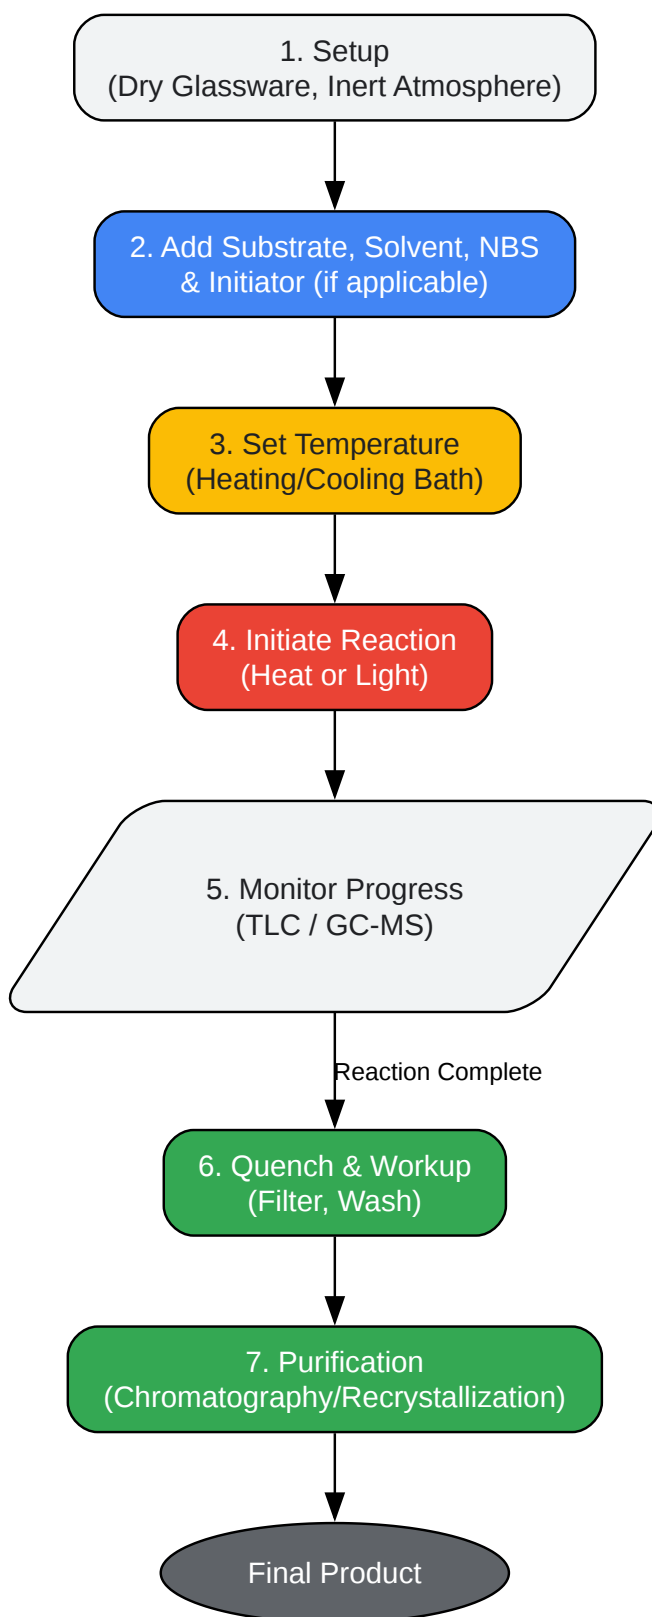 1. Setup
(Dry Glassware, Inert Atmosphere)
2. Add Substrate, Solvent, NBS
& Initiator (if applicable)
3. Set Temperature
(Heating/Cooling Bath)
4. Initiate Reaction
(Heat or Light)
5. Monitor Progress
(TLC / GC-MS)
Reaction Complete
6. Quench & Workup
(Filter, Wash)
7. Purification
(Chromatography/Recrystallization)
Final Product